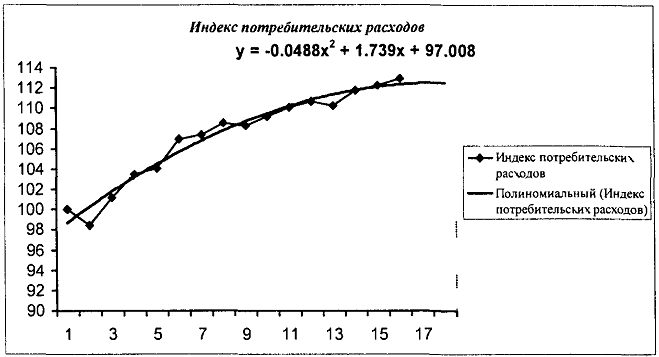 Индекс потребительских расходов
y = -0.0488x² + 1.739x + 97.008
114
112
110
108
106
104
102
100
98
96
94
92
90
1 3 5 7 9 11 13 15 17
Индекс потребительских
расходов
Полиномиальный (Индекс
потребительских расходов)